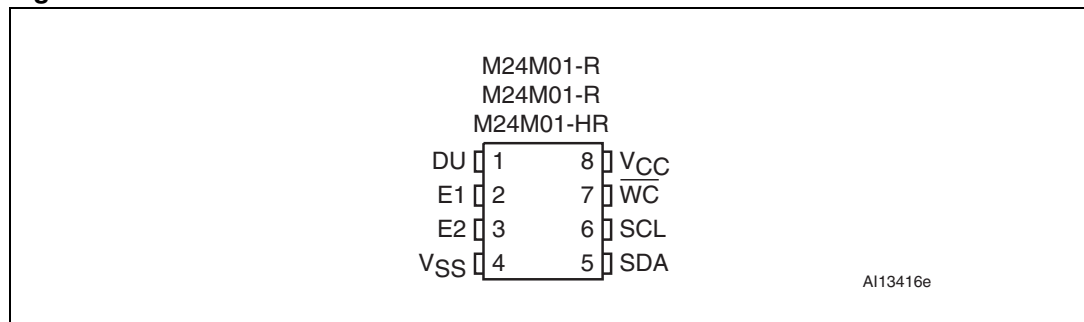 M24M01-R
M24M01-R
M24M01-HR
DU 1 8 VCC
E1 2 7 W̅C̅
E2 3 6 SCL
VSS 4 5 SDA
AI13416e